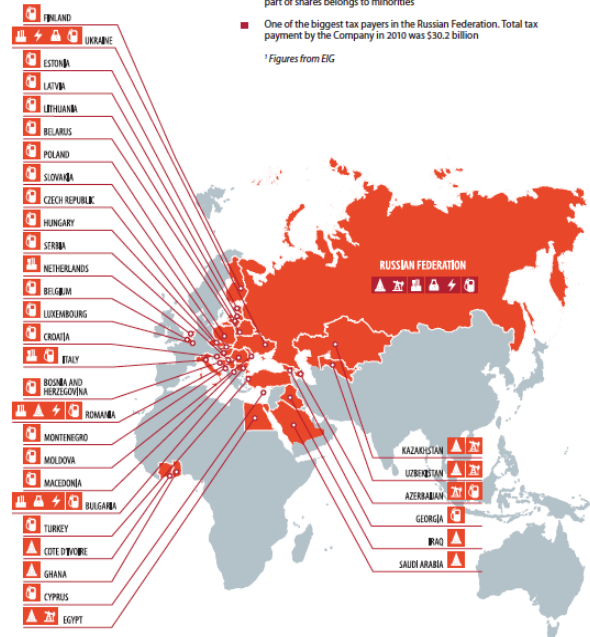 part of shares belongs to minorities
One of the biggest tax payers in the Russian Federation. Total tax
payment by the Company in 2010 was $30.2 billion
¹ Figures from EIG
FINLAND
UKRAINE
ESTONIA
LATVIA
LITHUANIA
BELARUS
POLAND
SLOVAKIA
CZECH REPUBLIC
HUNGARY
SERBIA
NETHERLANDS
BELGIUM
LUXEMBOURG
CROATIA
ITALY
BOSNIA AND
HERZEGOVINA
ROMANIA
MONTENEGRO
MOLDOVA
MACEDONIA
BULGARIA
TURKEY
COTE D'IVOIRE
GHANA
CYPRUS
EGYPT
RUSSIAN FEDERATION
KAZAKHSTAN
UZBEKISTAN
AZERBAIJAN
GEORGIA
IRAQ
SAUDI ARABIA